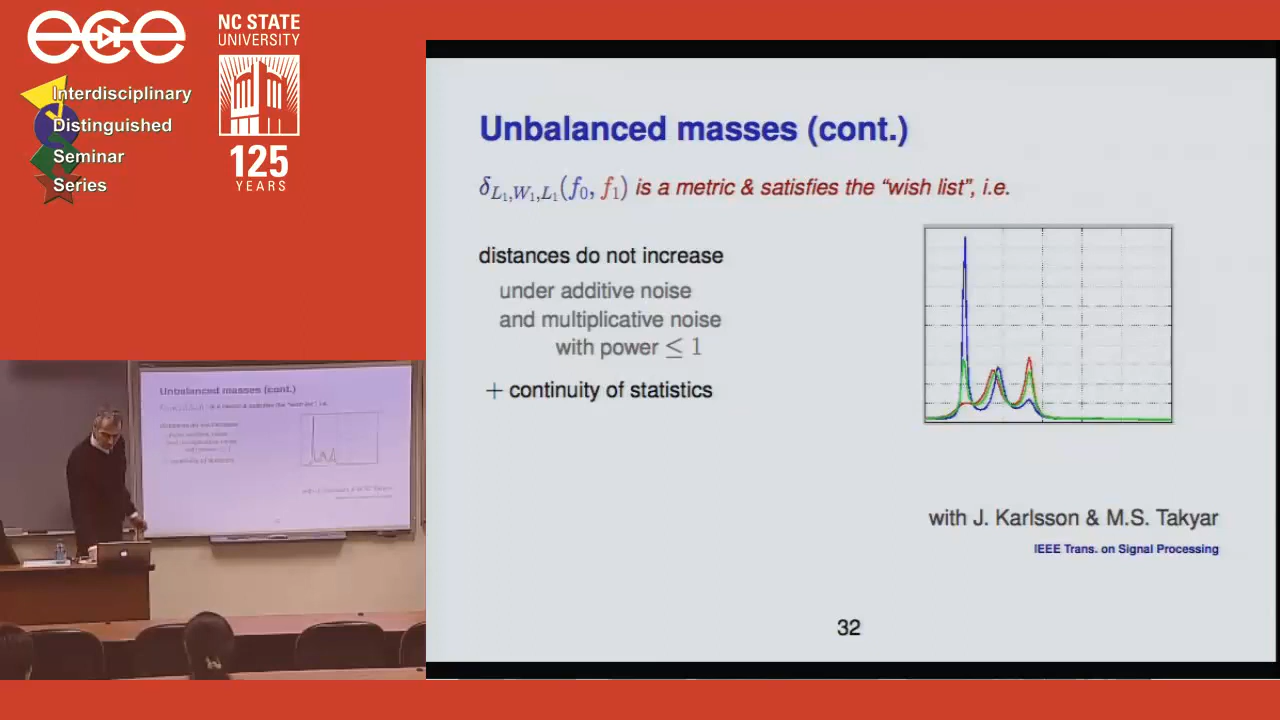 ece
NC STATE
UNIVERSITY
125
YEARS
Interdisciplinary
Distinguished
Seminar
Series
Unbalanced masses (cont.)
δ_{L₁,W₁,L₁}(f₀, f₁) is a metric & satisfies the “wish list”, i.e.
distances do not increase
under additive noise
and multiplicative noise
with power ≤ 1
+ continuity of statistics
with J. Karlsson & M.S. Takyar
IEEE Trans. on Signal Processing
32
Unbalanced masses (cont.)